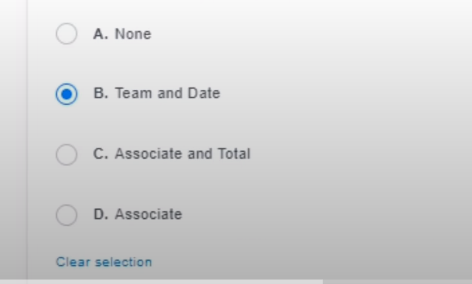 A. None
B. Team and Date
C. Associate and Total
D. Associate
Clear selection